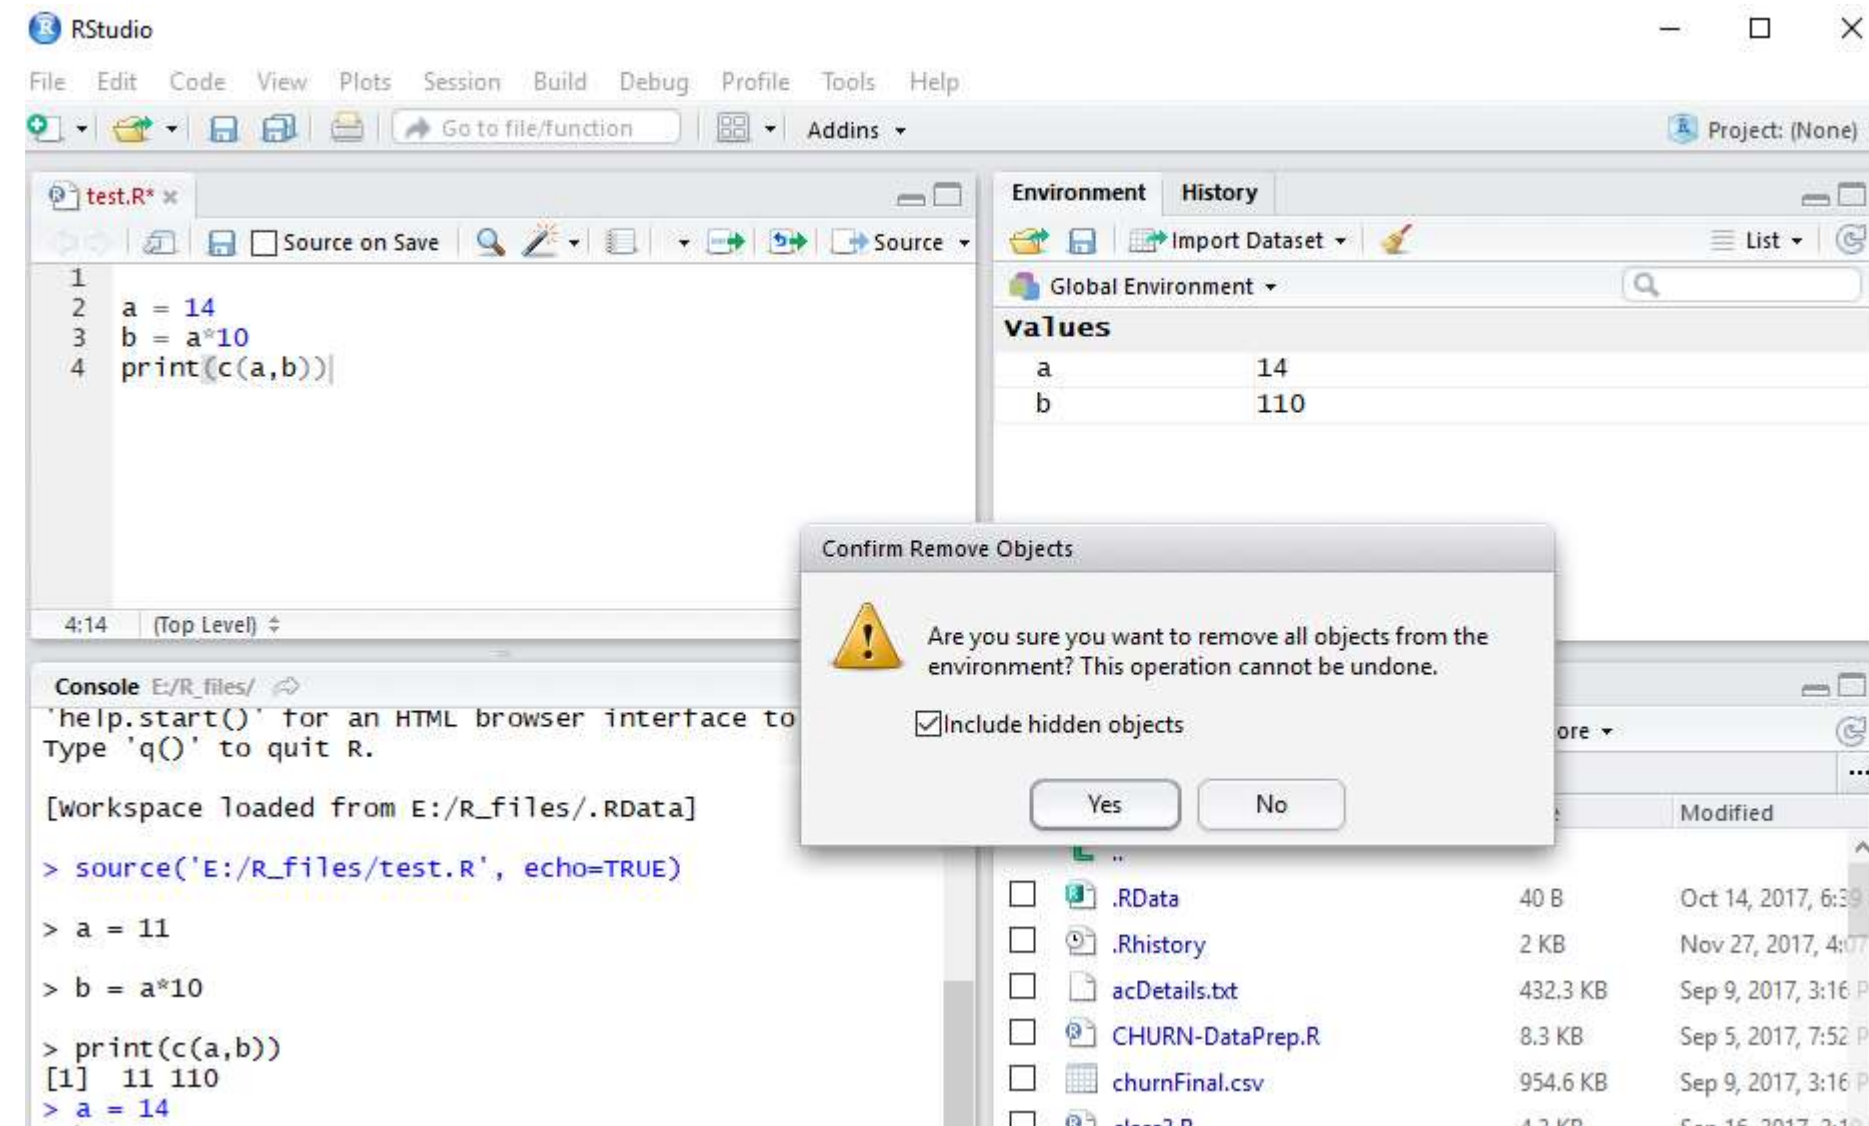 RStudio
File Edit Code View Plots Session Build Debug Profile Tools Help
Go to file/function
Addins
Project: (None)
test.R*
Source on Save
Source
1
2 a = 14
3 b = a*10
4 print(c(a,b))
4:14 (Top Level)
Environment History
Import Dataset
List
Global Environment
Values
a 14
b 110
Confirm Remove Objects
Are you sure you want to remove all objects from the
environment? This operation cannot be undone.
Include hidden objects
Yes No
Console E:/R_files/
'help.start()' for an HTML browser interface to
Type 'q()' to quit R.
[Workspace loaded from E:/R_files/.RData]
> source('E:/R_files/test.R', echo=TRUE)
> a = 11
> b = a*10
> print(c(a,b))
[1] 11 110
> a = 14
ore
Modified
..
.RData 40 B Oct 14, 2017, 6:39
.Rhistory 2 KB Nov 27, 2017, 4:07
acDetails.txt 432.3 KB Sep 9, 2017, 3:16 P
CHURN-DataPrep.R 8.3 KB Sep 5, 2017, 7:52 P
churnFinal.csv 954.6 KB Sep 9, 2017, 3:16 P